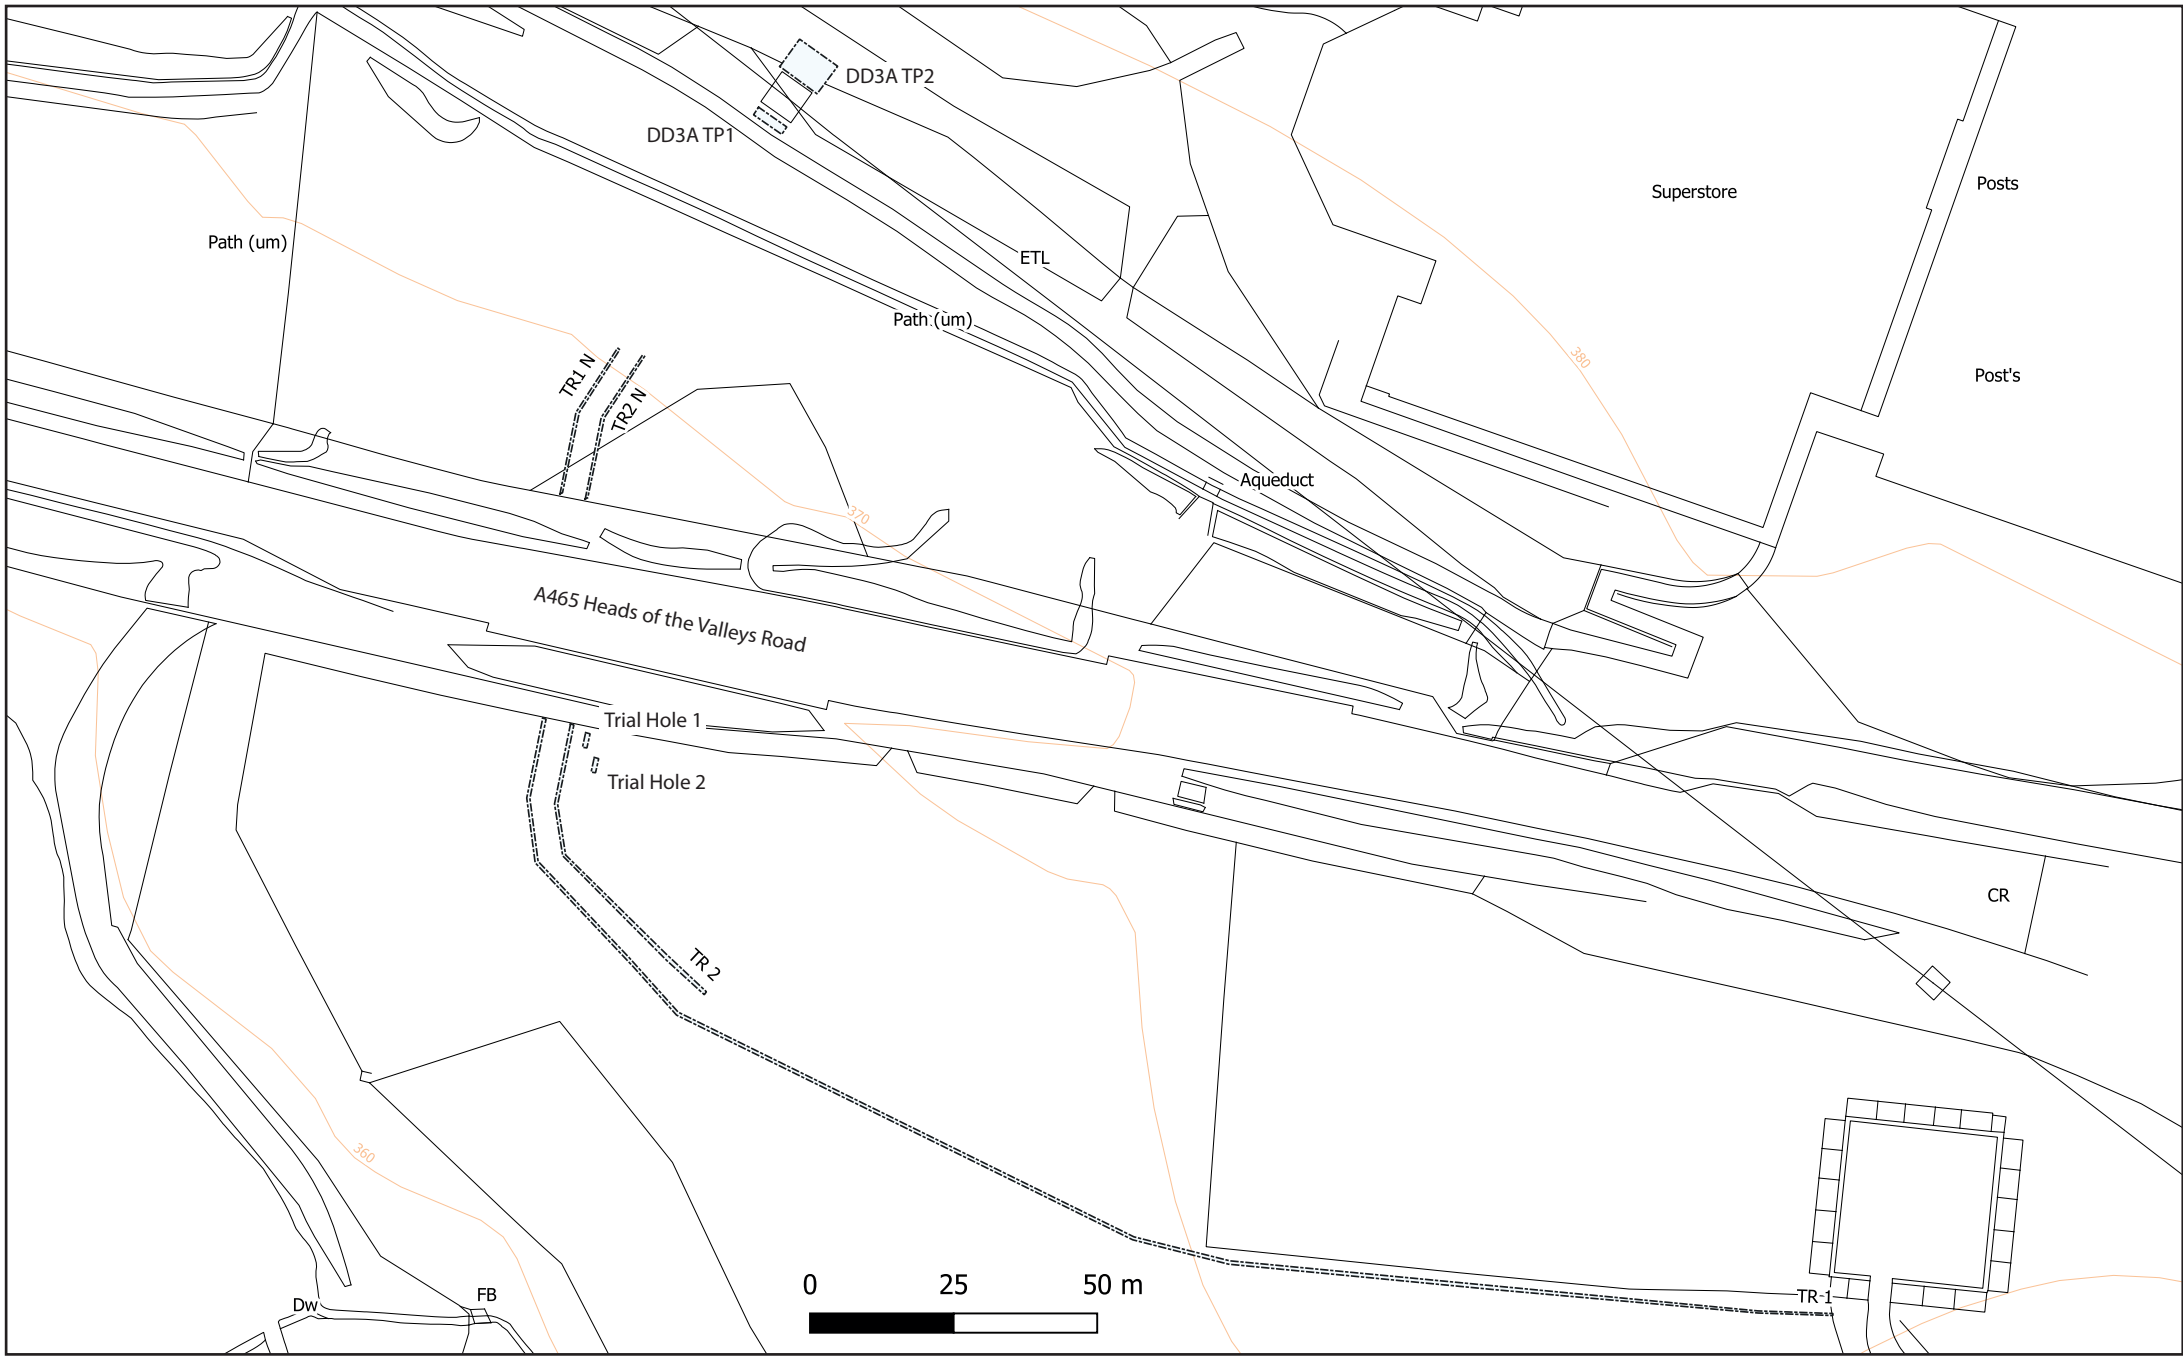 DD3A TP2
DD3A TP1
Superstore
Posts
Path (um)
ETL
Path (um)
380
TR1 N
TR2 N
Post's
Aqueduct
370
A465 Heads of the Valleys Road
Trial Hole 1
Trial Hole 2
CR
TR 2
360
0 25 50 m
FB
Dw
TR 1